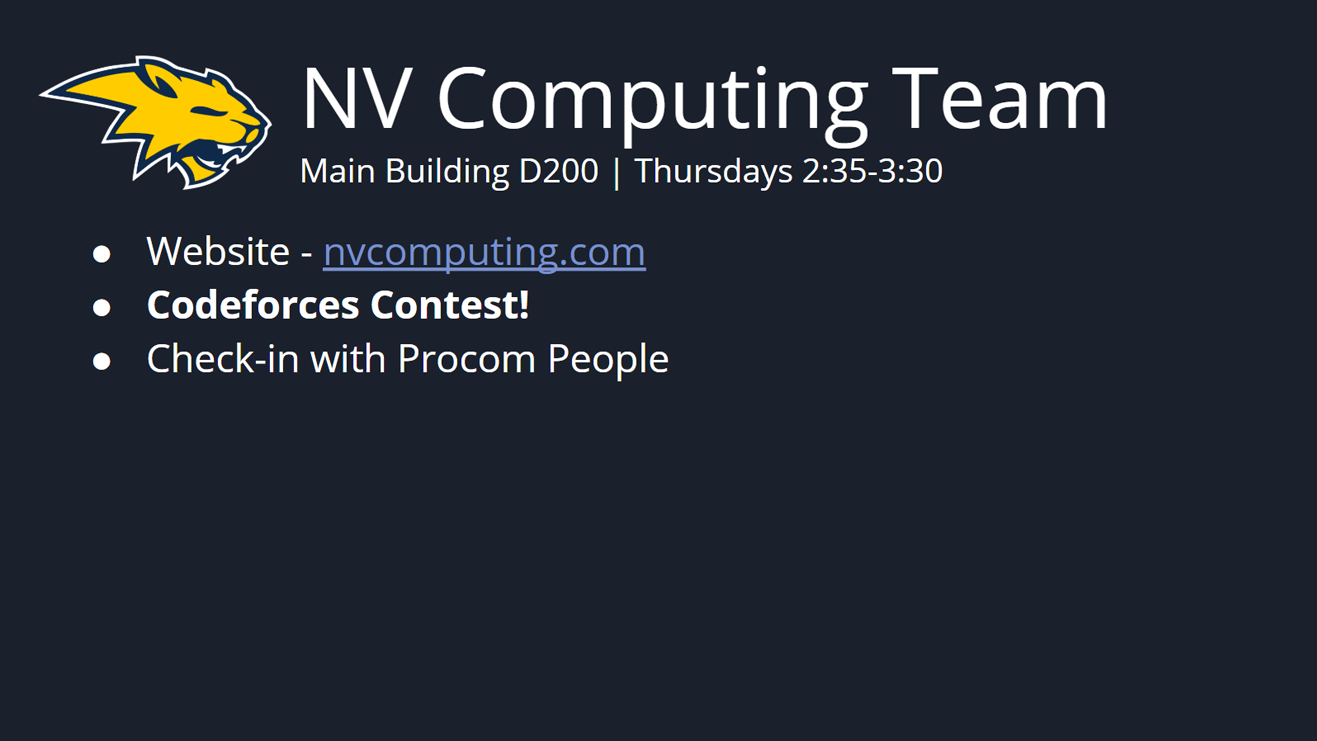 NV Computing Team
Main Building D200 | Thursdays 2:35-3:30
● Website - nvcomputing.com
● Codeforces Contest!
● Check-in with Procom People